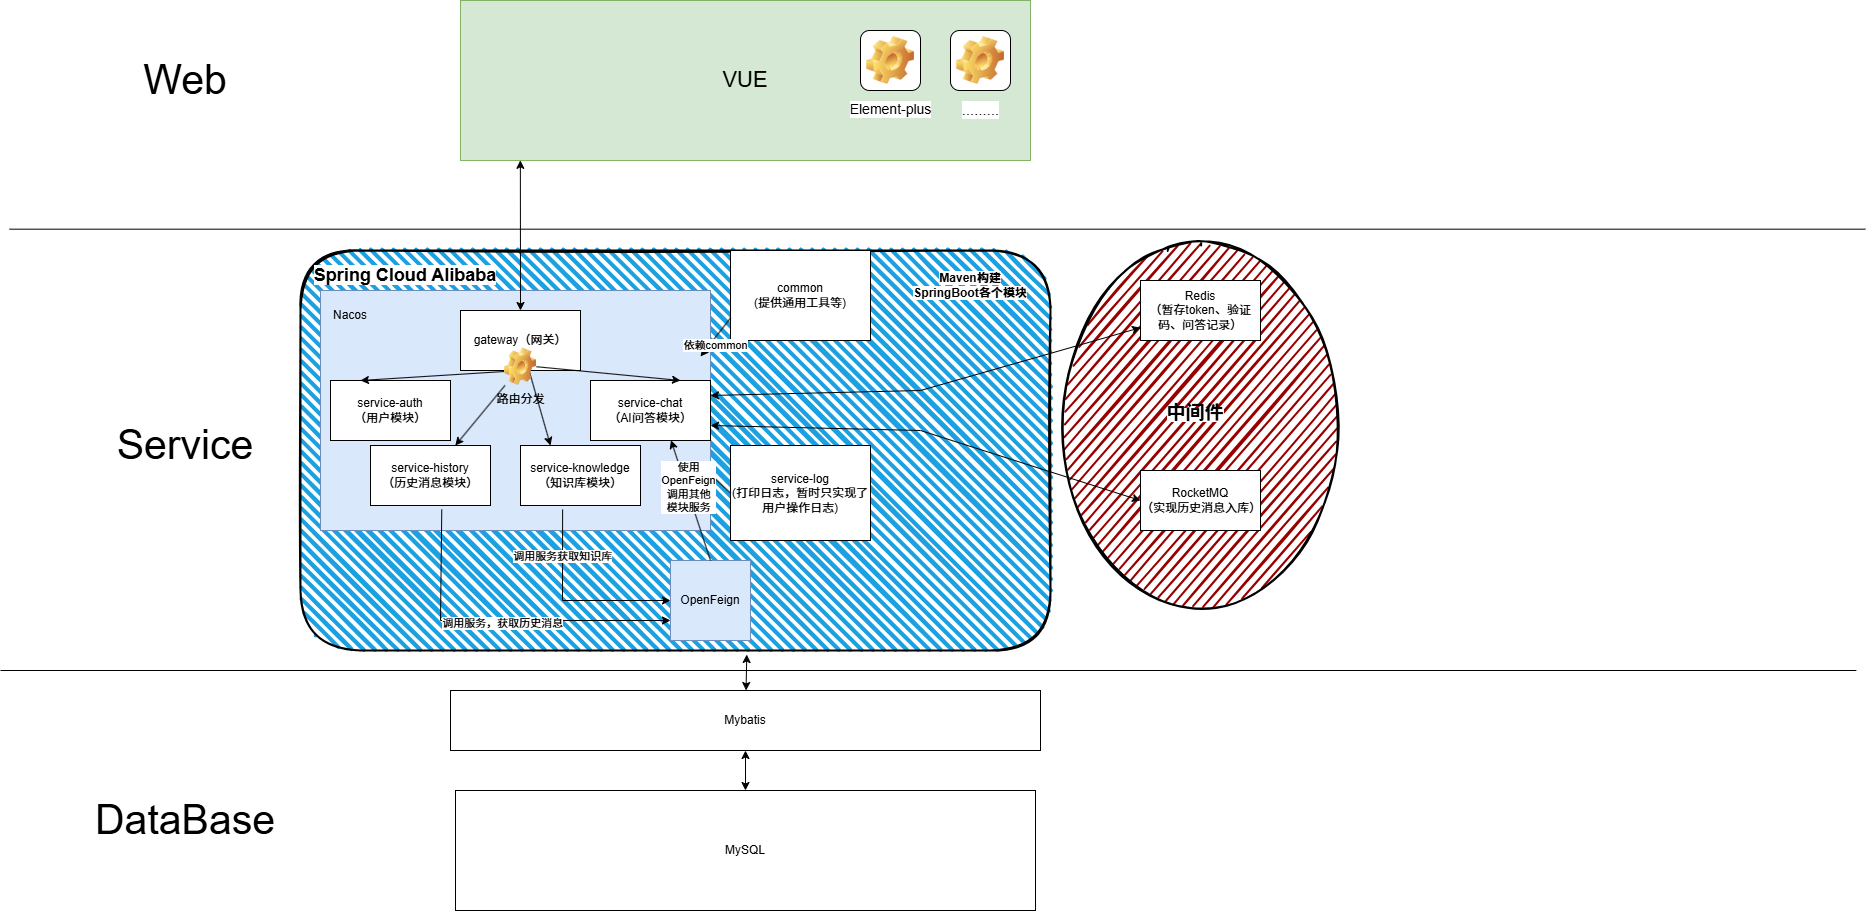 Web
VUE
Element-plus
.........
Service
Spring Cloud Alibaba
Maven构建
SpringBoot各个模块
Nacos
gateway（网关）
路由分发
common
(提供通用工具等)
依赖common
service-auth
（用户模块）
service-chat
（AI问答模块）
service-history
（历史消息模块）
service-knowledge
（知识库模块）
使用
OpenFeign
调用其他
模块服务
service-log
(打印日志，暂时只实现了
用户操作日志)
调用服务获取知识库
OpenFeign
调用服务，获取历史消息
Redis
（暂存token、验证
码、问答记录）
中间件
RocketMQ
（实现历史消息入库）
DataBase
Mybatis
MySQL